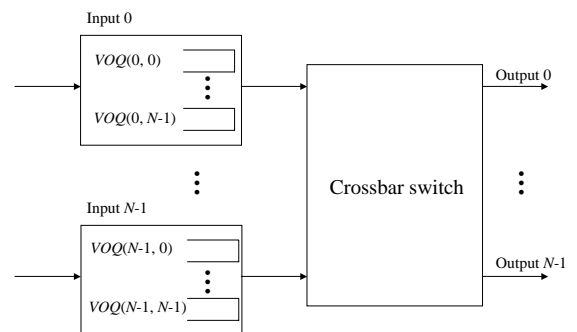 Input 0
VOQ(0, 0)
VOQ(0, N-1)
Output 0
Crossbar switch
Input N-1
VOQ(N-1, 0)
VOQ(N-1, N-1)
Output N-1